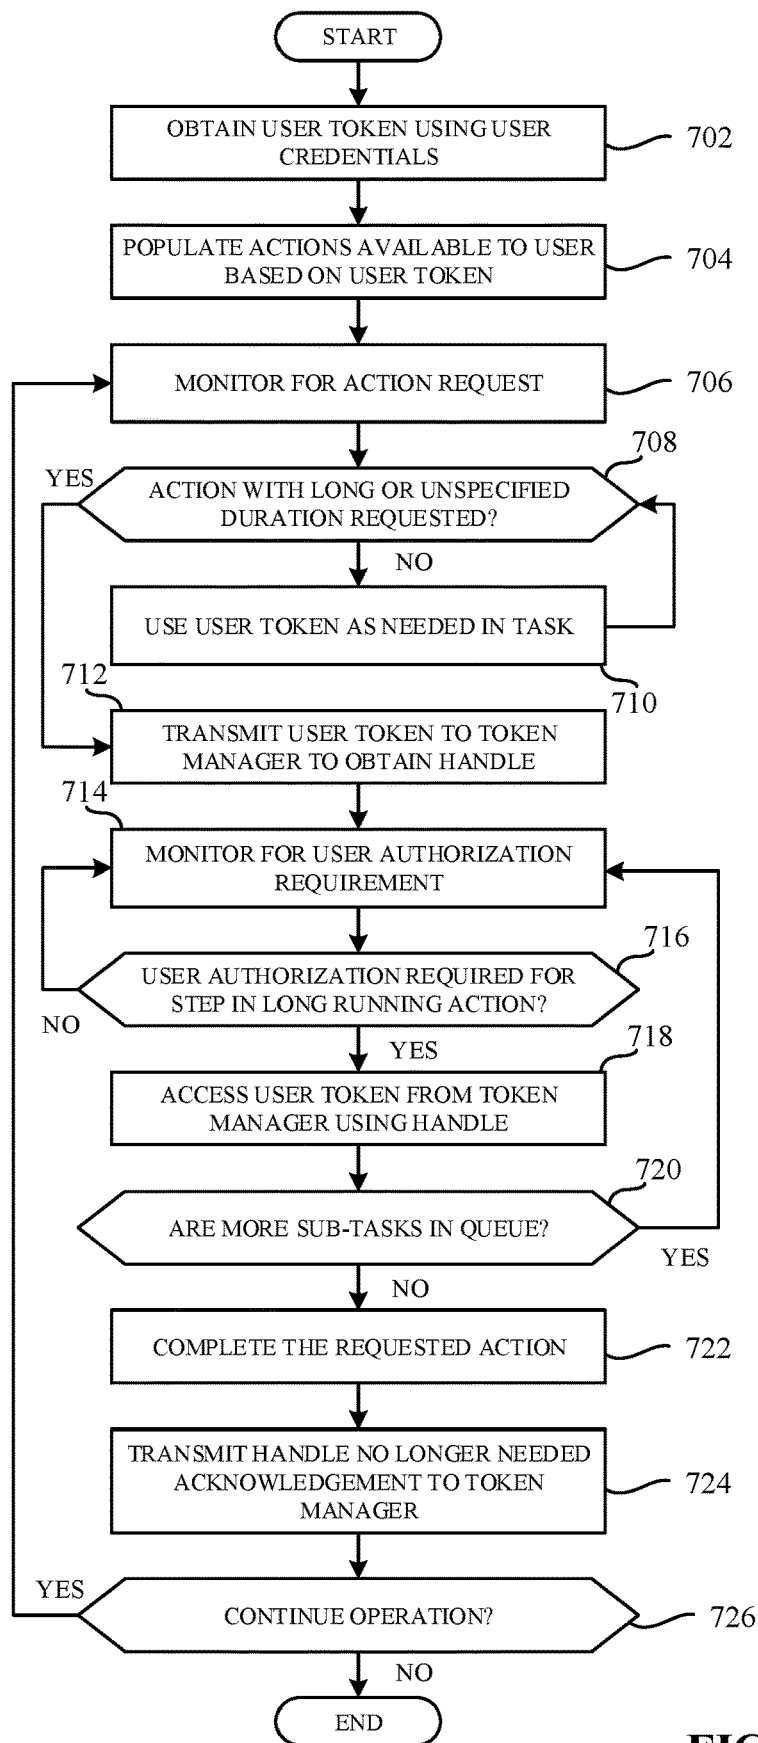 START
OBTAIN USER TOKEN USING USER
CREDENTIALS
702
POPULATE ACTIONS AVAILABLE TO USER
BASED ON USER TOKEN
704
MONITOR FOR ACTION REQUEST
706
708
YES
ACTION WITH LONG OR UNSPECIFIED
DURATION REQUESTED?
NO
USE USER TOKEN AS NEEDED IN TASK
710
712
TRANSMIT USER TOKEN TO TOKEN
MANAGER TO OBTAIN HANDLE
714
MONITOR FOR USER AUTHORIZATION
REQUIREMENT
716
USER AUTHORIZATION REQUIRED FOR
STEP IN LONG RUNNING ACTION?
NO
YES
718
ACCESS USER TOKEN FROM TOKEN
MANAGER USING HANDLE
720
ARE MORE SUB-TASKS IN QUEUE?
YES
NO
COMPLETE THE REQUESTED ACTION
722
TRANSMIT HANDLE NO LONGER NEEDED
ACKNOWLEDGEMENT TO TOKEN
MANAGER
724
YES
CONTINUE OPERATION?
726
NO
END